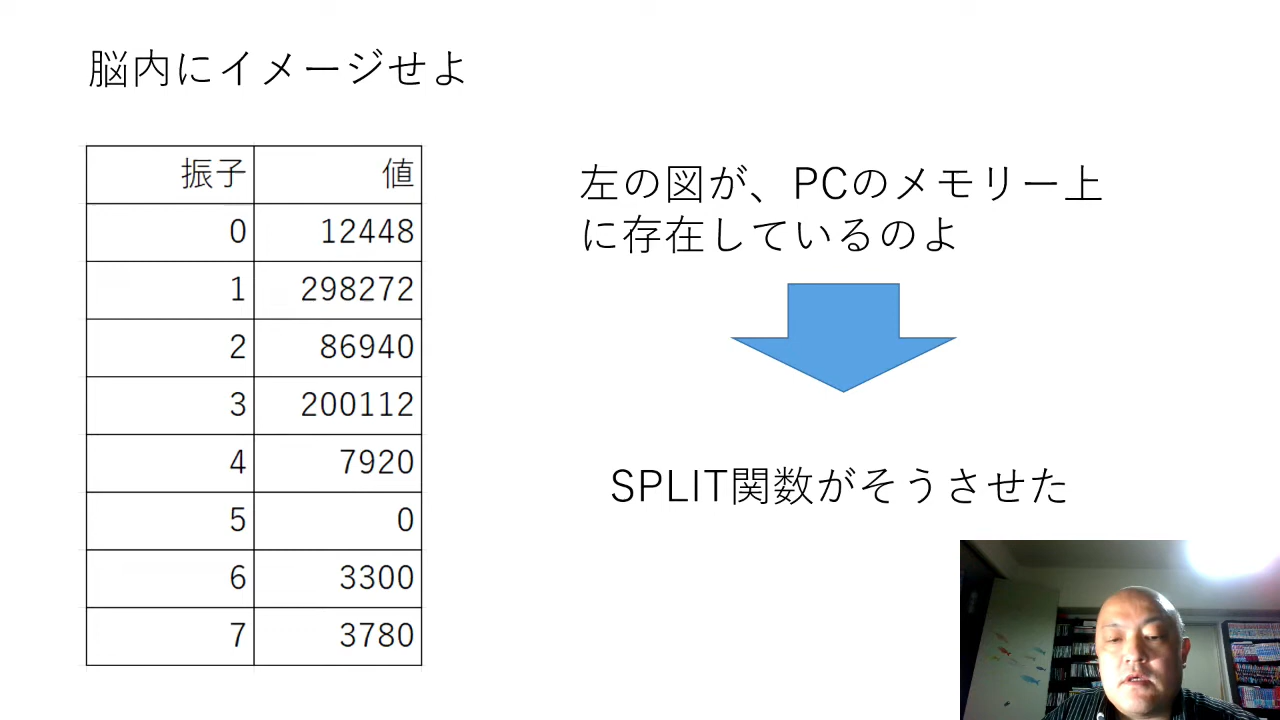 脳内にイメージせよ
振子 値
0 12448
1 298272
2 86940
3 200112
4 7920
5 0
6 3300
7 3780
左の図が、PCのメモリー上
に存在しているのよ
SPLIT関数がそうさせた